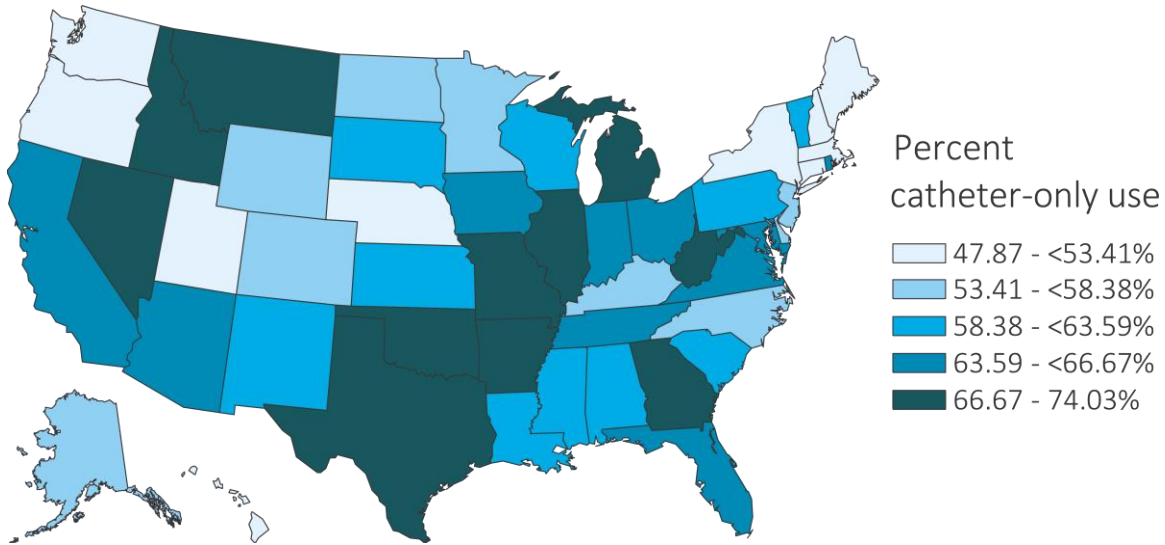 Percent
catheter-only use
47.87 - <53.41%
53.41 - <58.38%
58.38 - <63.59%
63.59 - <66.67%
66.67 - 74.03%